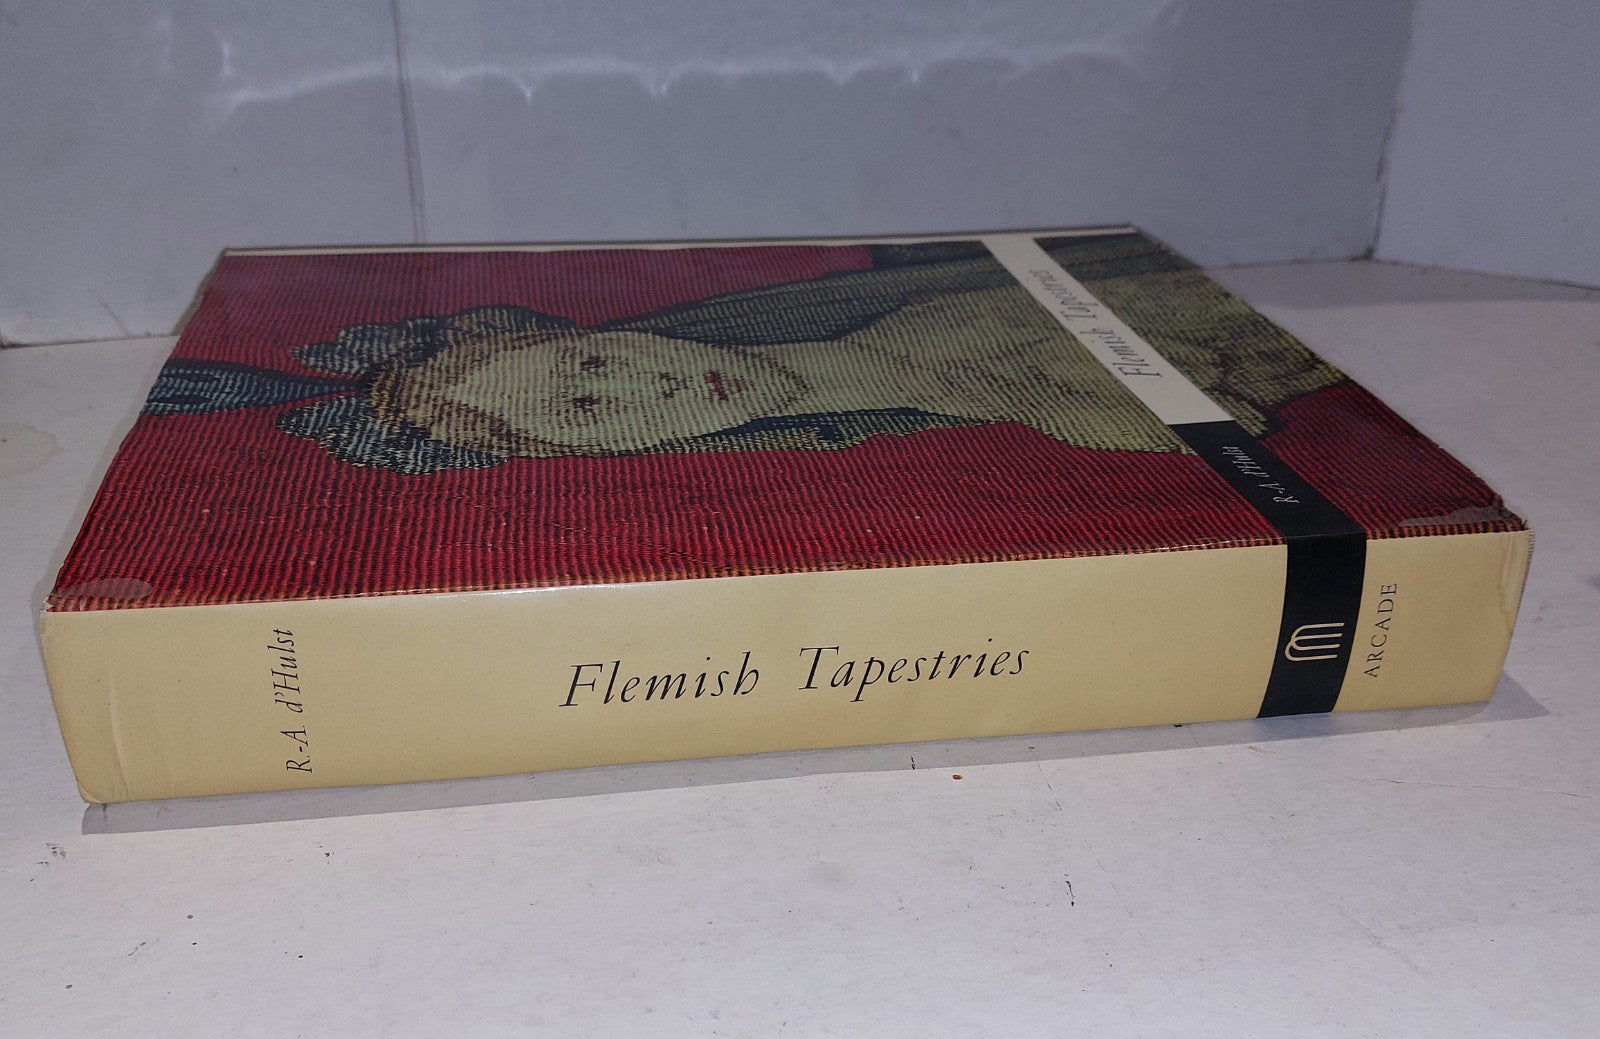 Flemish Tapestries
R.-A. d'Hulst
R.-A. d'Hulst
Flemish Tapestries
ARCADE